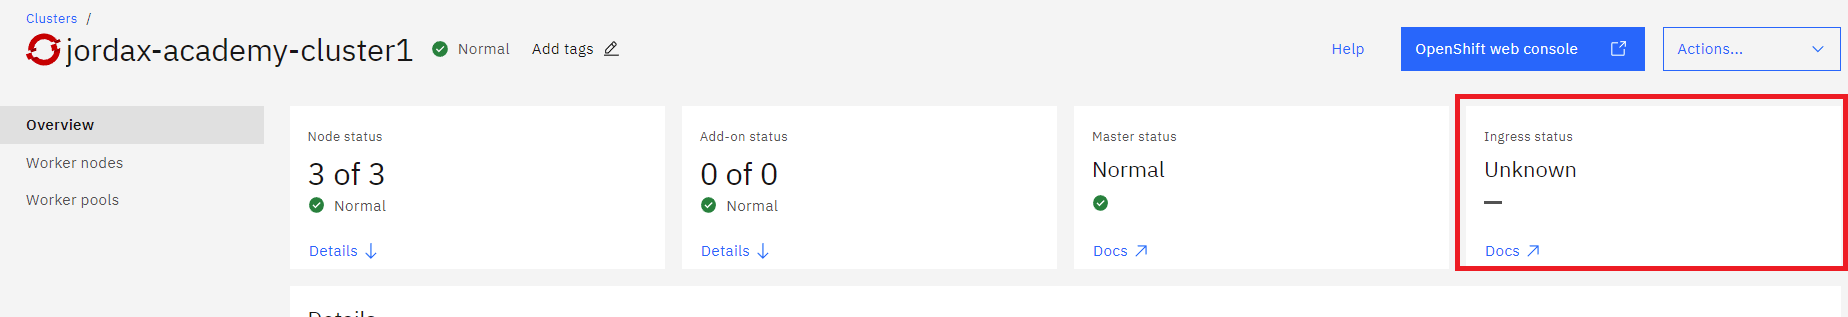 Clusters /
jordax-academy-cluster1 Normal Add tags Help OpenShift web console Actions...
Overview
Worker nodes
Worker pools
Node status
3 of 3
Normal
Details
Add-on status
0 of 0
Normal
Details
Master status
Normal
Docs
Ingress status
Unknown
Docs
Details